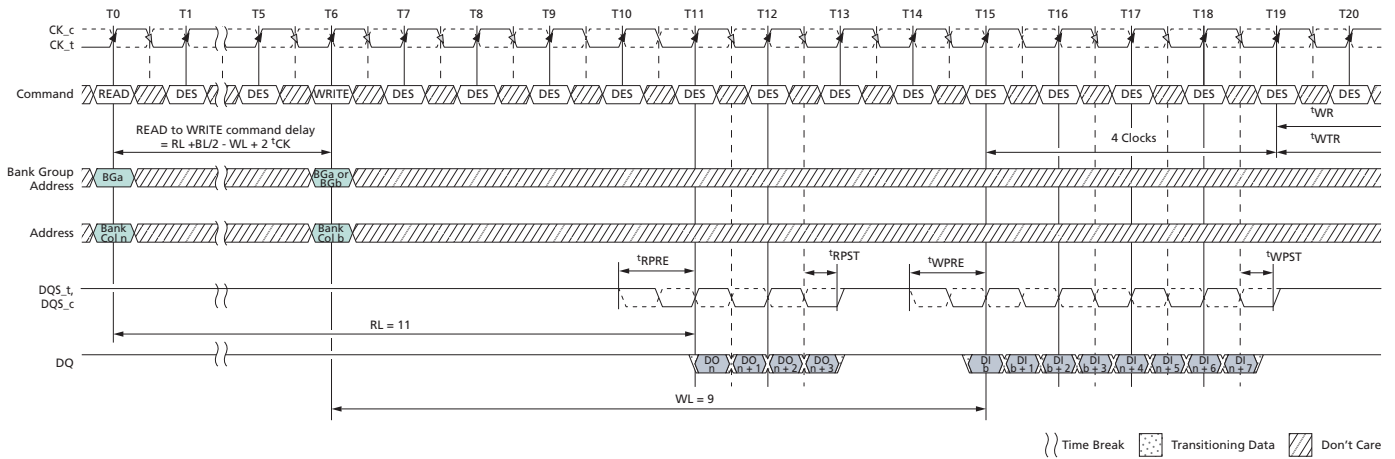 T0 T1 T5 T6 T7 T8 T9 T10 T11 T12 T13 T14 T15 T16 T17 T18 T19 T20
CK_c
CK_t
Command READ DES DES WRITE DES DES DES DES DES DES DES DES DES DES DES DES DES DES
tWR
READ to WRITE command delay
= RL +BL/2 - WL + 2 tCK
4 Clocks
tWTR
Bank Group
Address
BGa
BGa or
BGb
Address
Bank
Col n
Bank
Col b
tRPRE tRPST tWPRE tWPST
DQS_t,
DQS_c
RL = 11
DQ
DO
n
DO
n + 1
DO
n + 2
DO
n + 3
DI
b
DI
b + 1
DI
b + 2
DI
b + 3
DI
n + 4
DI
n + 5
DI
n + 6
DI
n + 7
WL = 9
Time Break Transitioning Data Don't Care